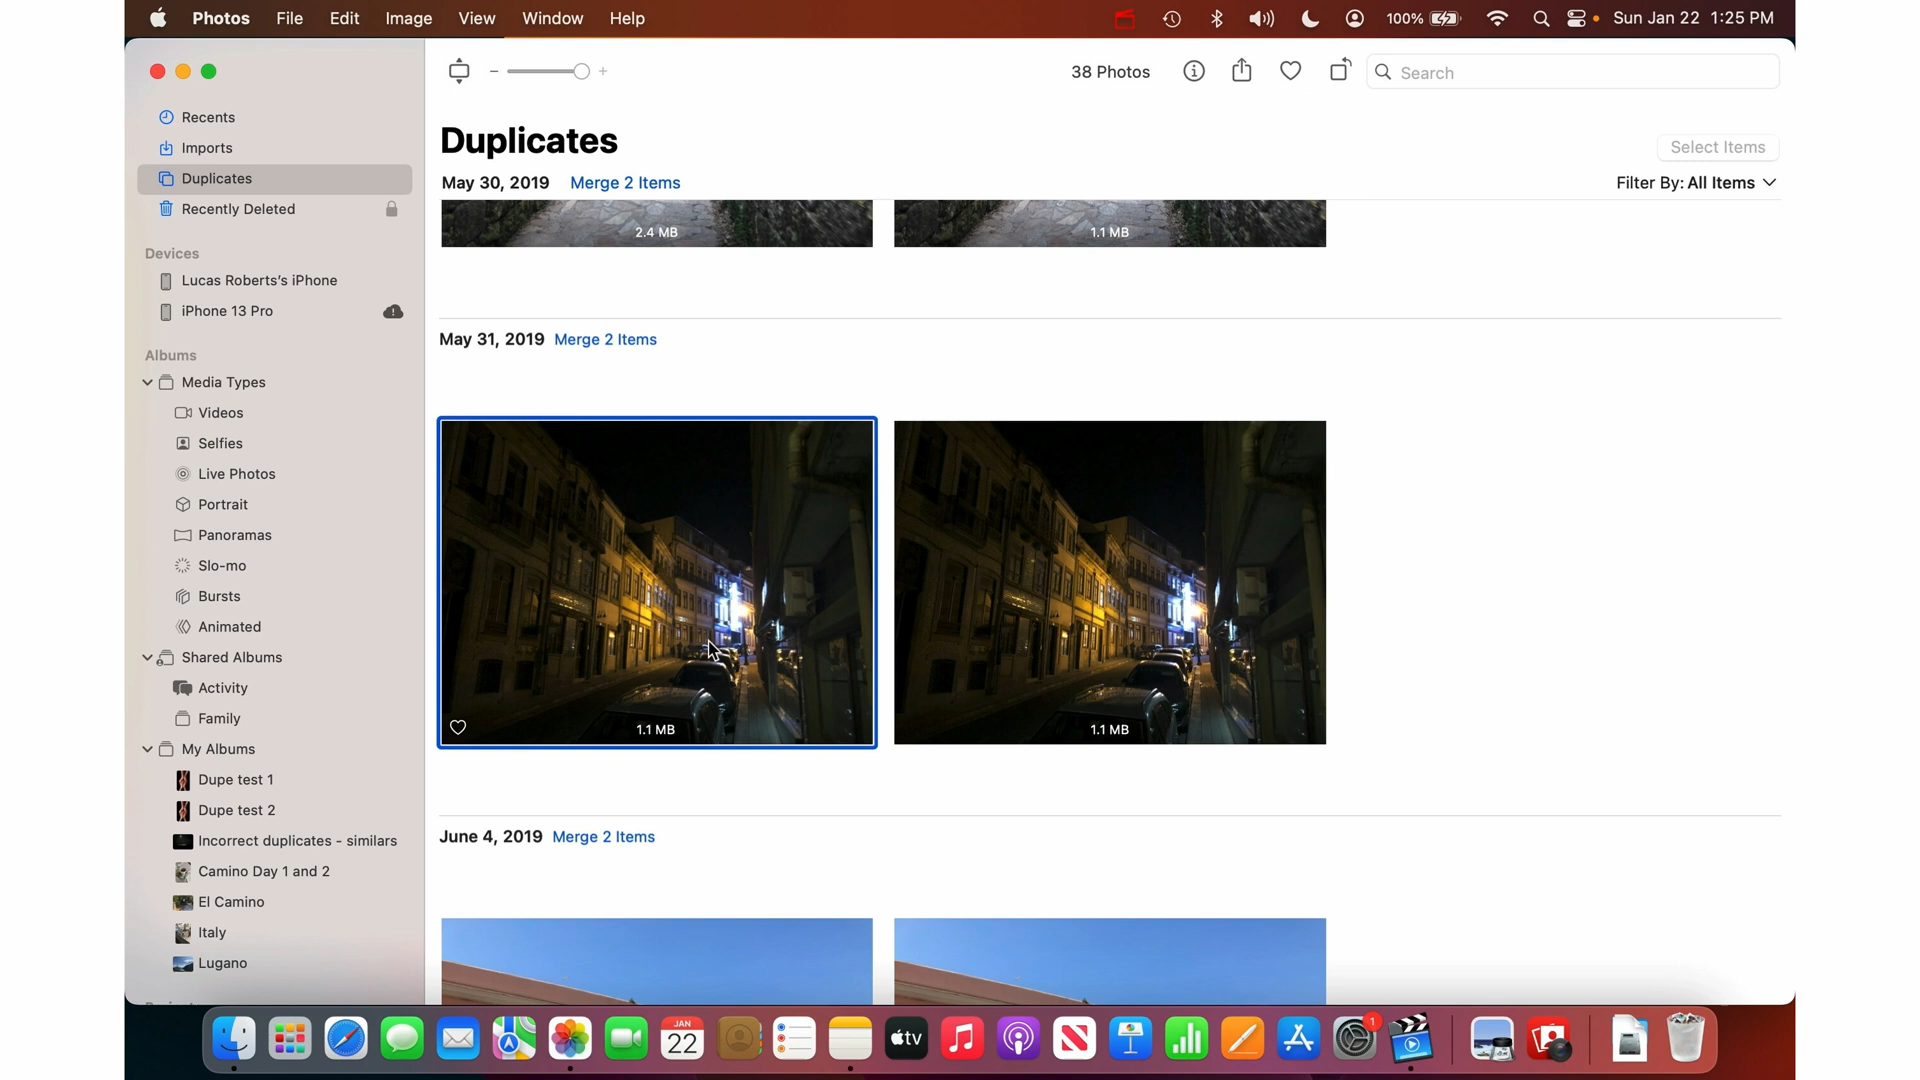 Photos File Edit Image View Window Help 100% Sun Jan 22 1:25 PM
38 Photos Search
Recents
Imports
Duplicates
Recently Deleted
Devices
Lucas Roberts's iPhone
iPhone 13 Pro
Albums
Media Types
Videos
Selfies
Live Photos
Portrait
Panoramas
Slo-mo
Bursts
Animated
Shared Albums
Activity
Family
My Albums
Dupe test 1
Dupe test 2
Incorrect duplicates - similars
Camino Day 1 and 2
El Camino
Italy
Lugano
Duplicates
Select Items
May 30, 2019 Merge 2 Items
Filter By: All Items
2.4 MB 1.1 MB
May 31, 2019 Merge 2 Items
1.1 MB 1.1 MB
June 4, 2019 Merge 2 Items
JAN
22
tv
1